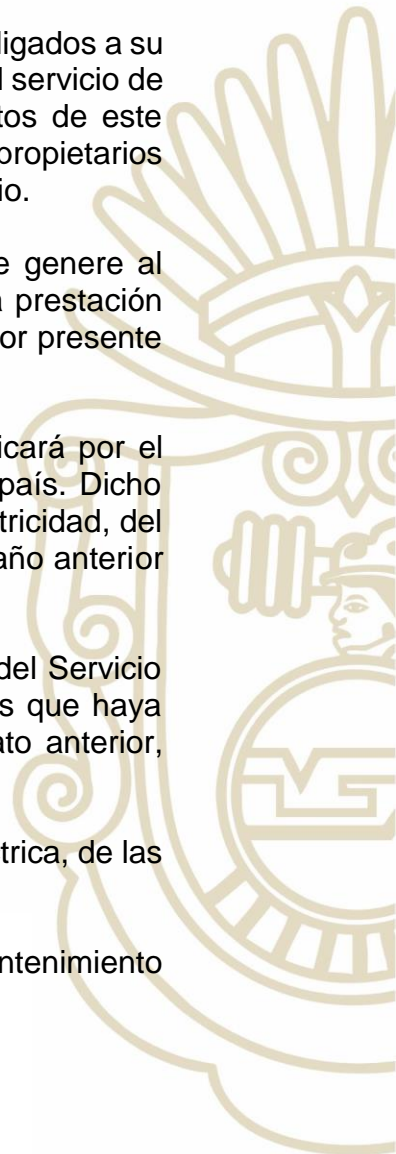 ligados a su
l servicio de
tos de este
propietarios
io.
e genere al
a prestación
or presente
icará por el
país. Dicho
tricidad, del
año anterior
del Servicio
s que haya
ato anterior,
trica, de las
ntenimiento